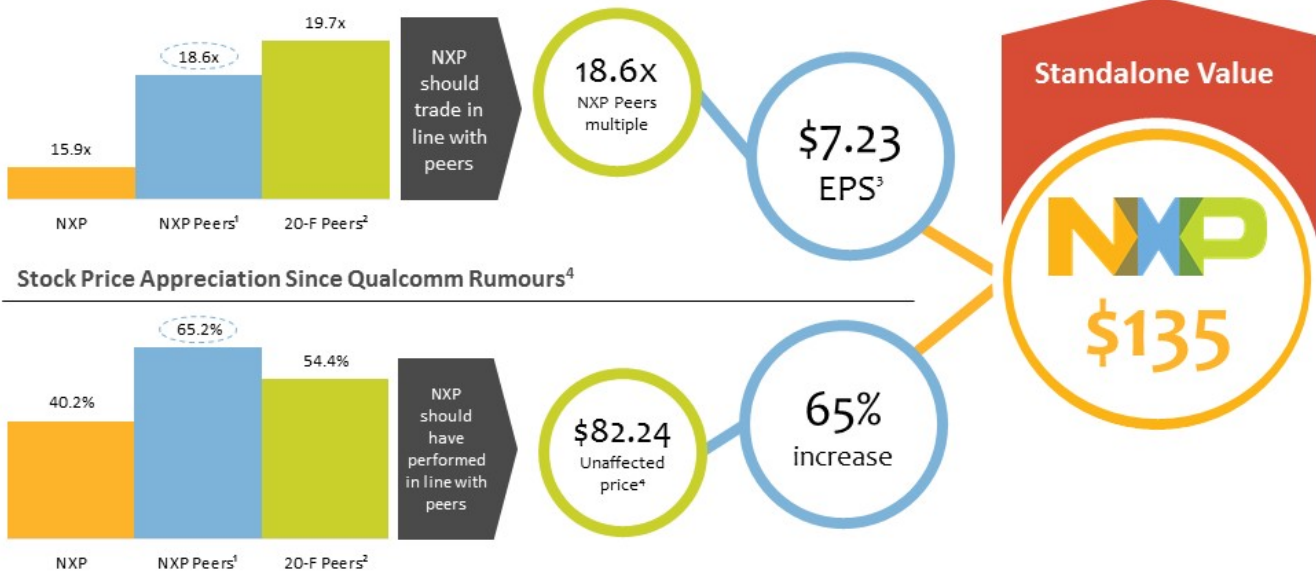 15.9x
18.6x
19.7x
NXP
NXP Peers¹
20-F Peers²
NXP
should
trade in
line with
peers
18.6x
NXP Peers
multiple
$7.23
EPS³
Standalone Value
NXP
$135
Stock Price Appreciation Since Qualcomm Rumours⁴
40.2%
65.2%
54.4%
NXP
NXP Peers¹
20-F Peers²
NXP
should
have
performed
in line with
peers
$82.24
Unaffected
price⁴
65%
increase